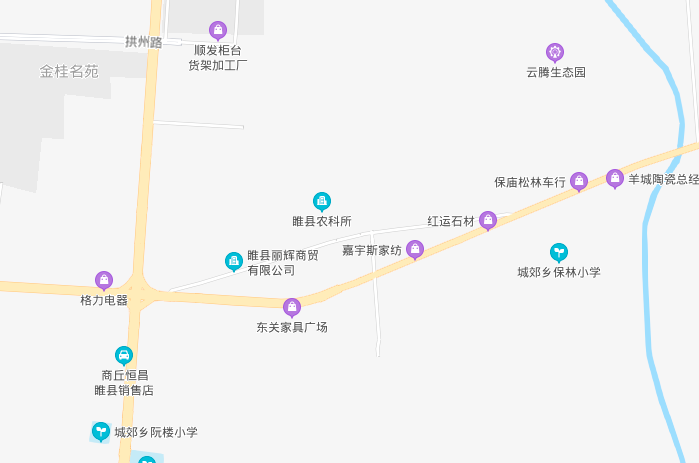 拱州路
顺发柜台
货架加工厂
金桂名苑
云腾生态园
保庙松林车行
羊城陶瓷总经
睢县农科所
红运石材
嘉宇斯家纺
睢县丽辉商贸
有限公司
城郊乡保林小学
格力电器
东关家具广场
商丘恒昌
睢县销售店
城郊乡阮楼小学